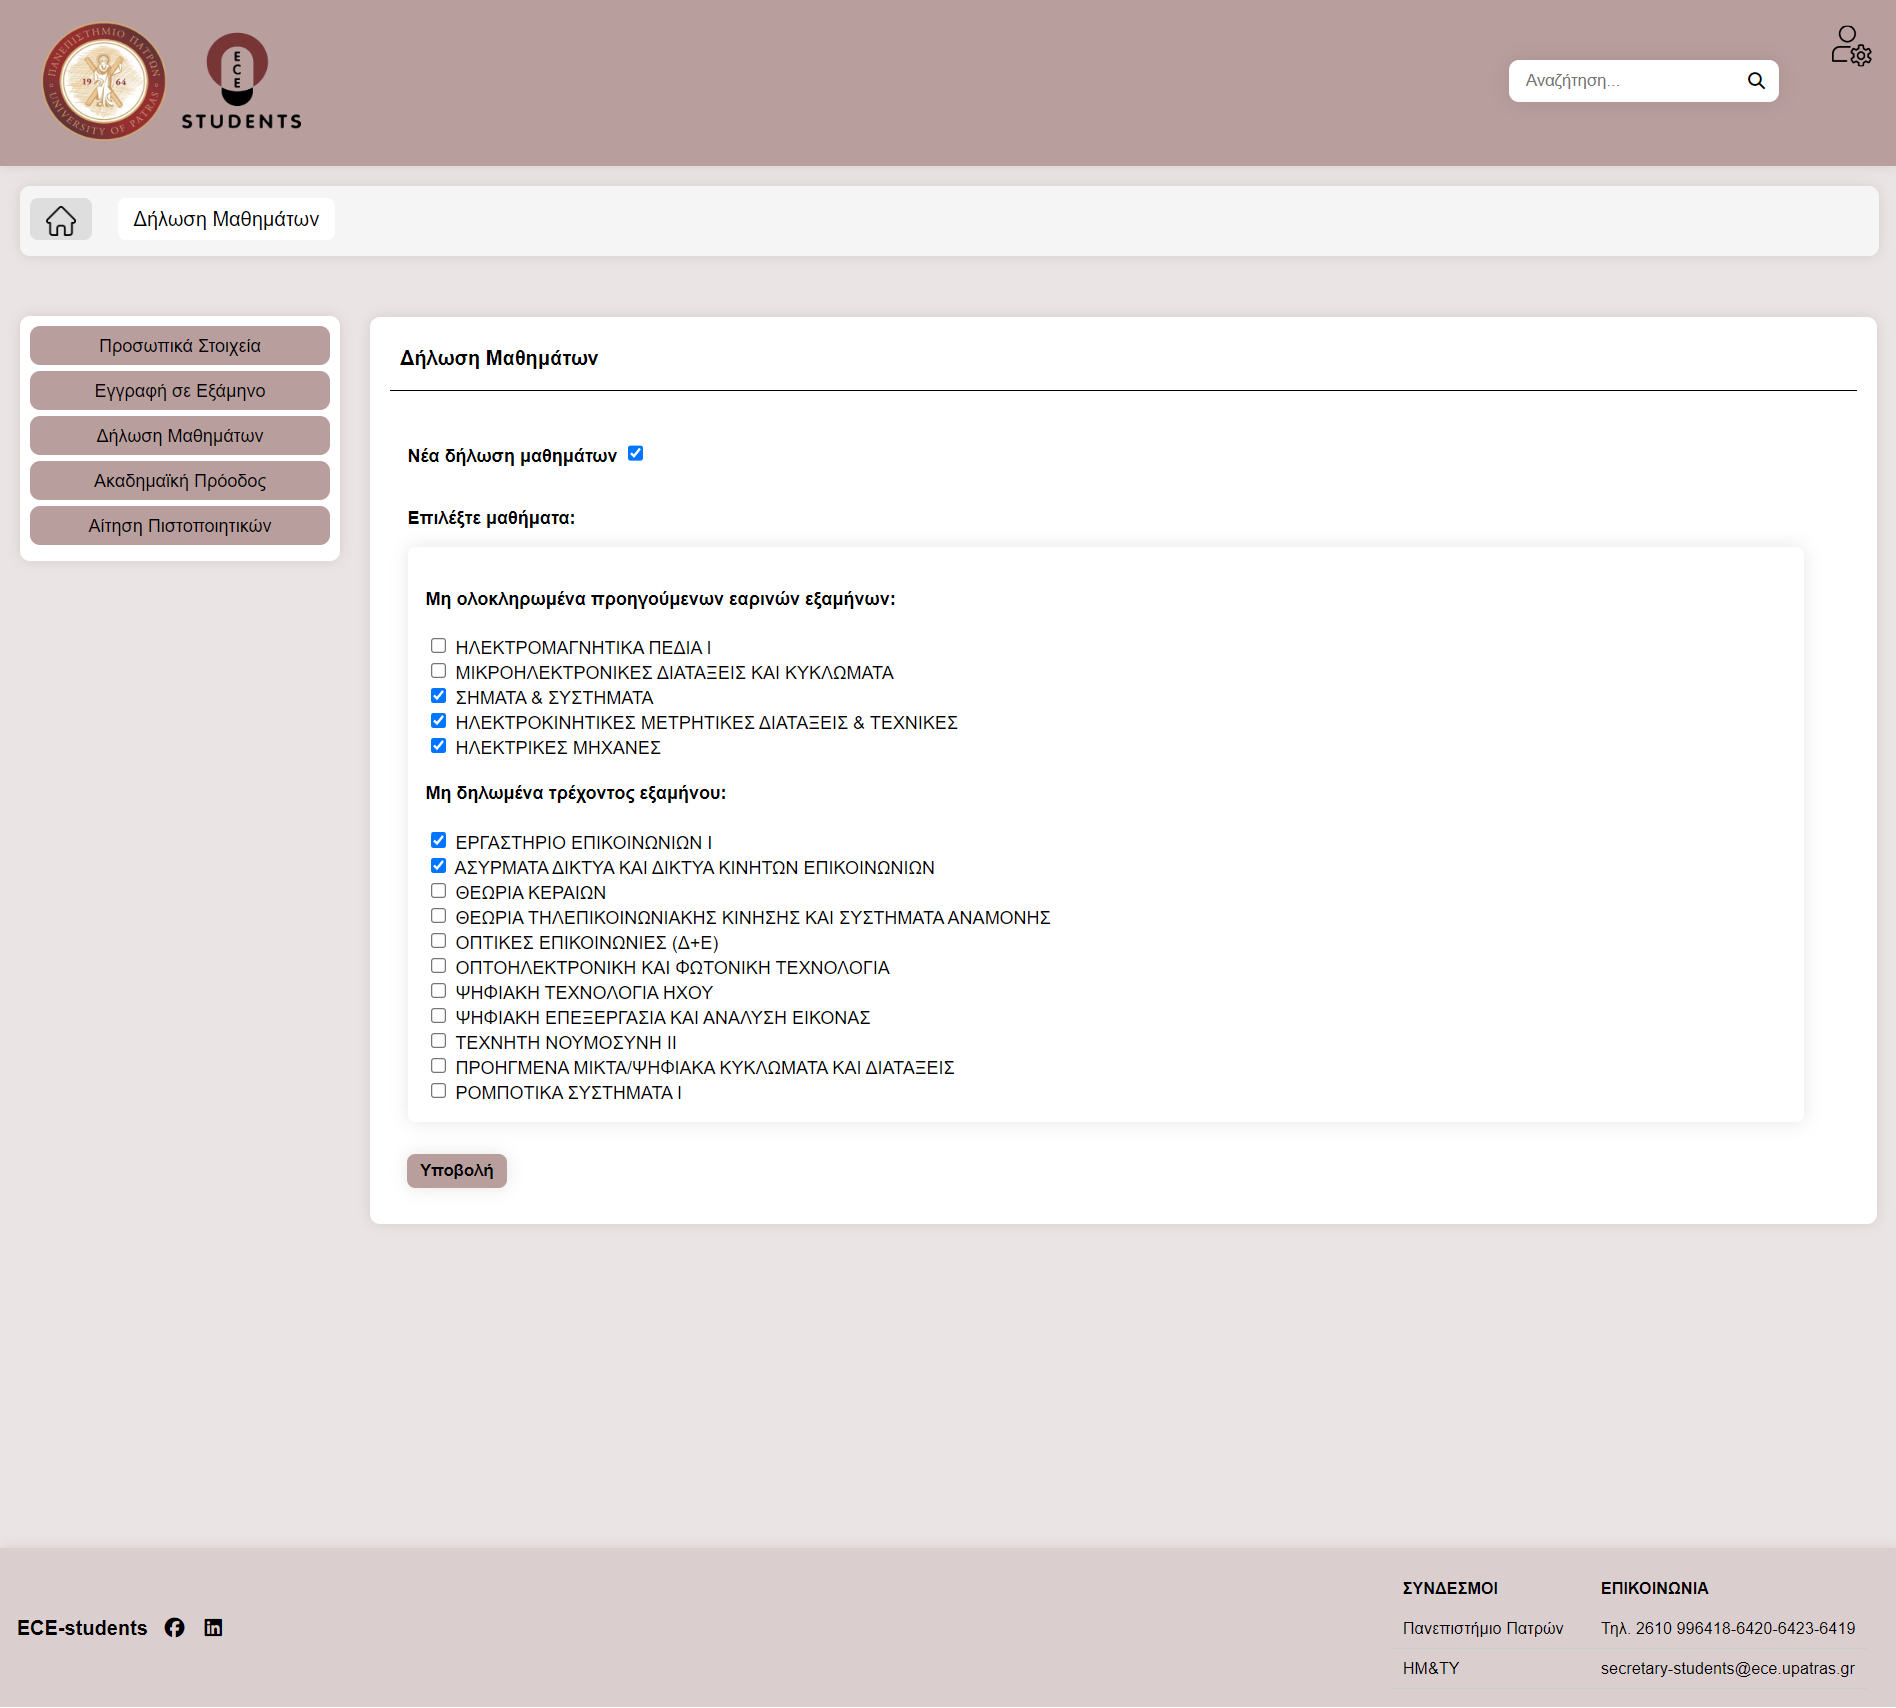 ΠΑΝΕΠΙΣΤΗΜΙΟ ΠΑΤΡΩΝ
19 64
UNIVERSITY OF PATRAS
E
C
E
STUDENTS
Αναζήτηση...
Δήλωση Μαθημάτων
Προσωπικά Στοιχεία
Εγγραφή σε Εξάμηνο
Δήλωση Μαθημάτων
Ακαδημαϊκή Πρόοδος
Αίτηση Πιστοποιητικών
Δήλωση Μαθημάτων
Νέα δήλωση μαθημάτων
Επιλέξτε μαθήματα:
Μη ολοκληρωμένα προηγούμενων εαρινών εξαμήνων:
ΗΛΕΚΤΡΟΜΑΓΝΗΤΙΚΑ ΠΕΔΙΑ Ι
ΜΙΚΡΟΗΛΕΚΤΡΟΝΙΚΕΣ ΔΙΑΤΑΞΕΙΣ ΚΑΙ ΚΥΚΛΩΜΑΤΑ
ΣΗΜΑΤΑ & ΣΥΣΤΗΜΑΤΑ
ΗΛΕΚΤΡΟΚΙΝΗΤΙΚΕΣ ΜΕΤΡΗΤΙΚΕΣ ΔΙΑΤΑΞΕΙΣ & ΤΕΧΝΙΚΕΣ
ΗΛΕΚΤΡΙΚΕΣ ΜΗΧΑΝΕΣ
Μη δηλωμένα τρέχοντος εξαμήνου:
ΕΡΓΑΣΤΗΡΙΟ ΕΠΙΚΟΙΝΩΝΙΩΝ Ι
ΑΣΥΡΜΑΤΑ ΔΙΚΤΥΑ ΚΑΙ ΔΙΚΤΥΑ ΚΙΝΗΤΩΝ ΕΠΙΚΟΙΝΩΝΙΩΝ
ΘΕΩΡΙΑ ΚΕΡΑΙΩΝ
ΘΕΩΡΙΑ ΤΗΛΕΠΙΚΟΙΝΩΝΙΑΚΗΣ ΚΙΝΗΣΗΣ ΚΑΙ ΣΥΣΤΗΜΑΤΑ ΑΝΑΜΟΝΗΣ
ΟΠΤΙΚΕΣ ΕΠΙΚΟΙΝΩΝΙΕΣ (Δ+Ε)
ΟΠΤΟΗΛΕΚΤΡΟΝΙΚΗ ΚΑΙ ΦΩΤΟΝΙΚΗ ΤΕΧΝΟΛΟΓΙΑ
ΨΗΦΙΑΚΗ ΤΕΧΝΟΛΟΓΙΑ ΗΧΟΥ
ΨΗΦΙΑΚΗ ΕΠΕΞΕΡΓΑΣΙΑ ΚΑΙ ΑΝΑΛΥΣΗ ΕΙΚΟΝΑΣ
ΤΕΧΝΗΤΗ ΝΟΥΜΟΣΥΝΗ ΙΙ
ΠΡΟΗΓΜΕΝΑ ΜΙΚΤΑ/ΨΗΦΙΑΚΑ ΚΥΚΛΩΜΑΤΑ ΚΑΙ ΔΙΑΤΑΞΕΙΣ
ΡΟΜΠΟΤΙΚΑ ΣΥΣΤΗΜΑΤΑ Ι
Υποβολή
ECE-students
ΣΥΝΔΕΣΜΟΙ
Πανεπιστήμιο Πατρών
ΗΜ&ΤΥ
ΕΠΙΚΟΙΝΩΝΙΑ
Τηλ. 2610 996418-6420-6423-6419
secretary-students@ece.upatras.gr